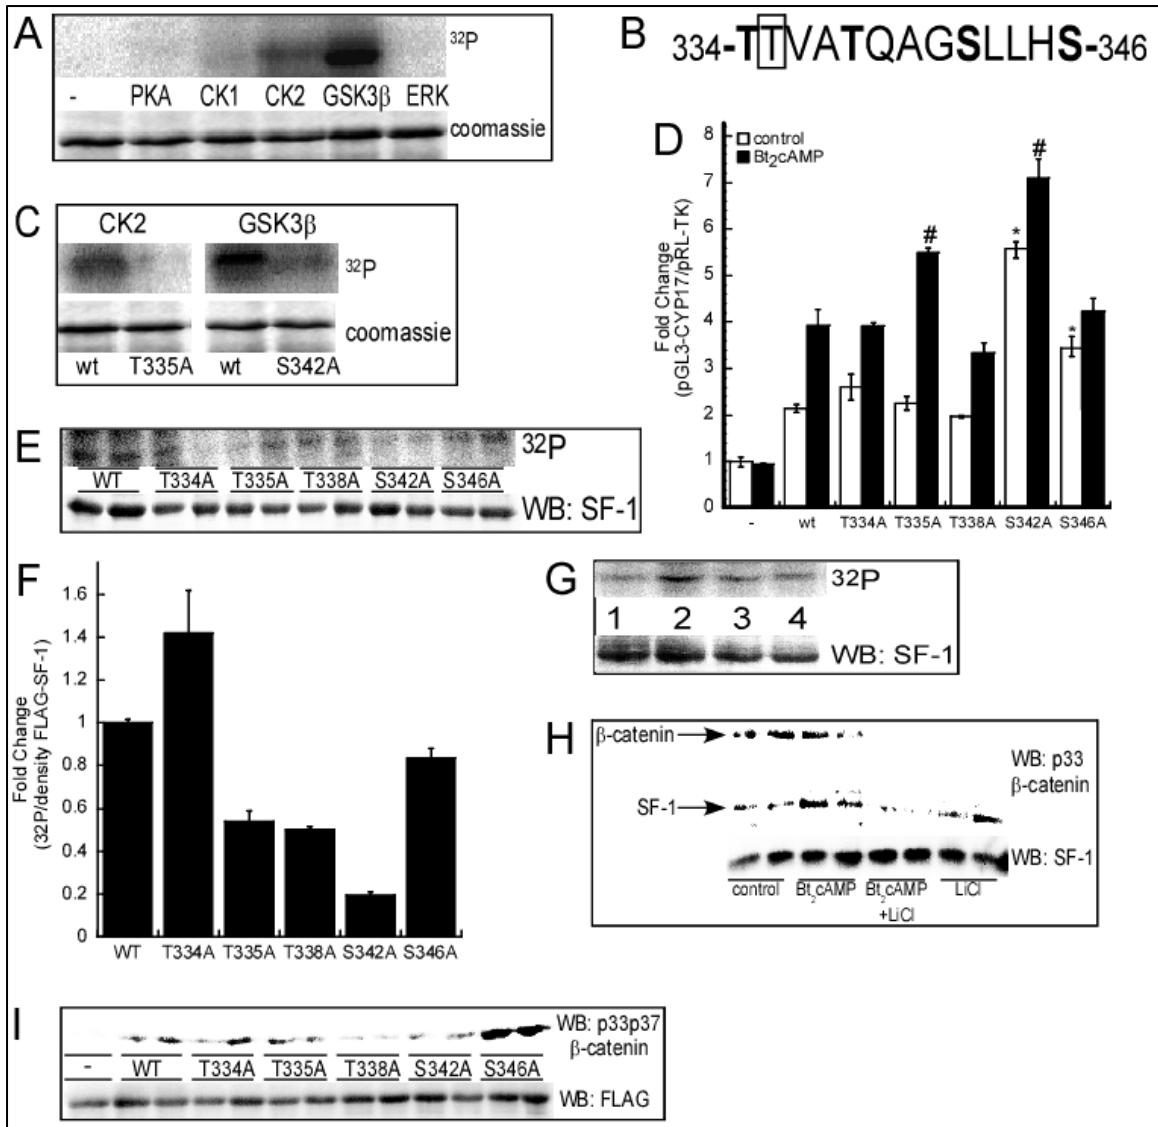 A
32P
- PKA CK1 CK2 GSK3β ERK
coomassie
B
334-TTVATQAGSLLHS-346
C
CK2 GSK3β
32P
coomassie
wt T335A wt S342A
D
control
Bt2cAMP
Fold Change
(pGL3-CYP17/pRL-TK)
8
7
6
5
4
3
2
1
0
# #
* *
- wt T334A T335A T338A S342A S346A
E
32P
WT T334A T335A T338A S342A S346A
WB: SF-1
F
Fold Change
(32P/density FLAG-SF-1)
1.6
1.4
1.2
1
0.8
0.6
0.4
0.2
0
WT T334A T335A T338A S342A S346A
G
32P
1 2 3 4
WB: SF-1
H
β-catenin
WB: p33
β-catenin
SF-1
WB: SF-1
control Bt2cAMP Bt2cAMP LiCl
+LiCl
I
WB: p33p37
β-catenin
- WT T334A T335A T338A S342A S346A
WB: FLAG